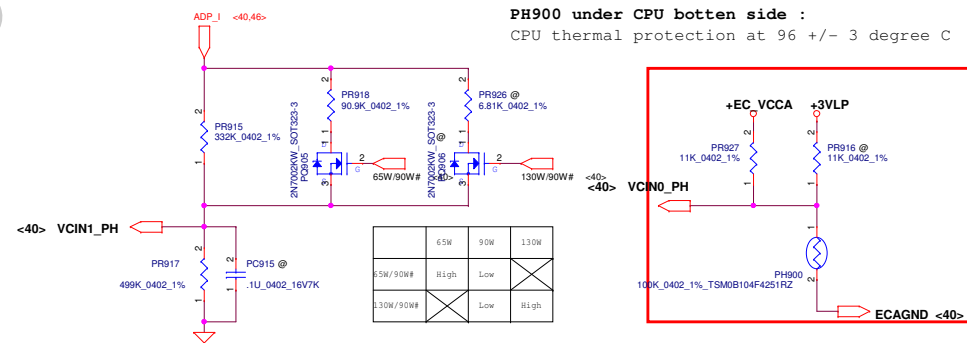 PH900 under CPU botten side :
CPU thermal protection at 96 +/- 3 degree C
ADP_I <40,46>
PR915
332K_0402_1%
PR918
90.9K_0402_1%
PR926 @
6.81K_0402_1%
2N7002KW_SOT323-3
PQ905
2
G
65W/90W# <40>
2N7002KW_SOT323-3
PQ906 @
2
G
130W/90W# <40>
<40> VCIN1_PH
PR917
499K_0402_1%
PC915 @
.1U_0402_16V7K
65W 90W 130W
65W/90W# High Low
130W/90W# Low High
+EC_VCCA +3VLP
PR927
11K_0402_1%
PR916 @
11K_0402_1%
<40> VCIN0_PH
PH900
100K_0402_1%_TSM0B104F4251RZ
ECAGND <40>